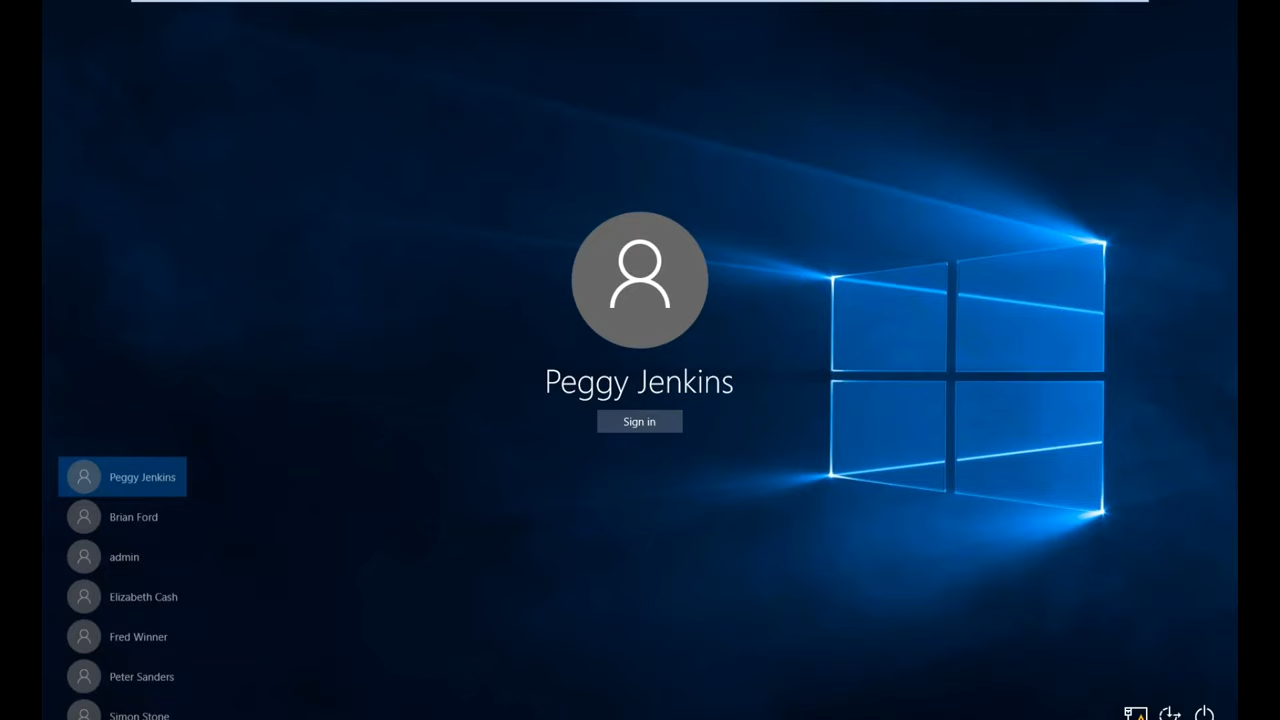 Peggy Jenkins
Sign in
Peggy Jenkins
Brian Ford
admin
Elizabeth Cash
Fred Winner
Peter Sanders
Simon Stone